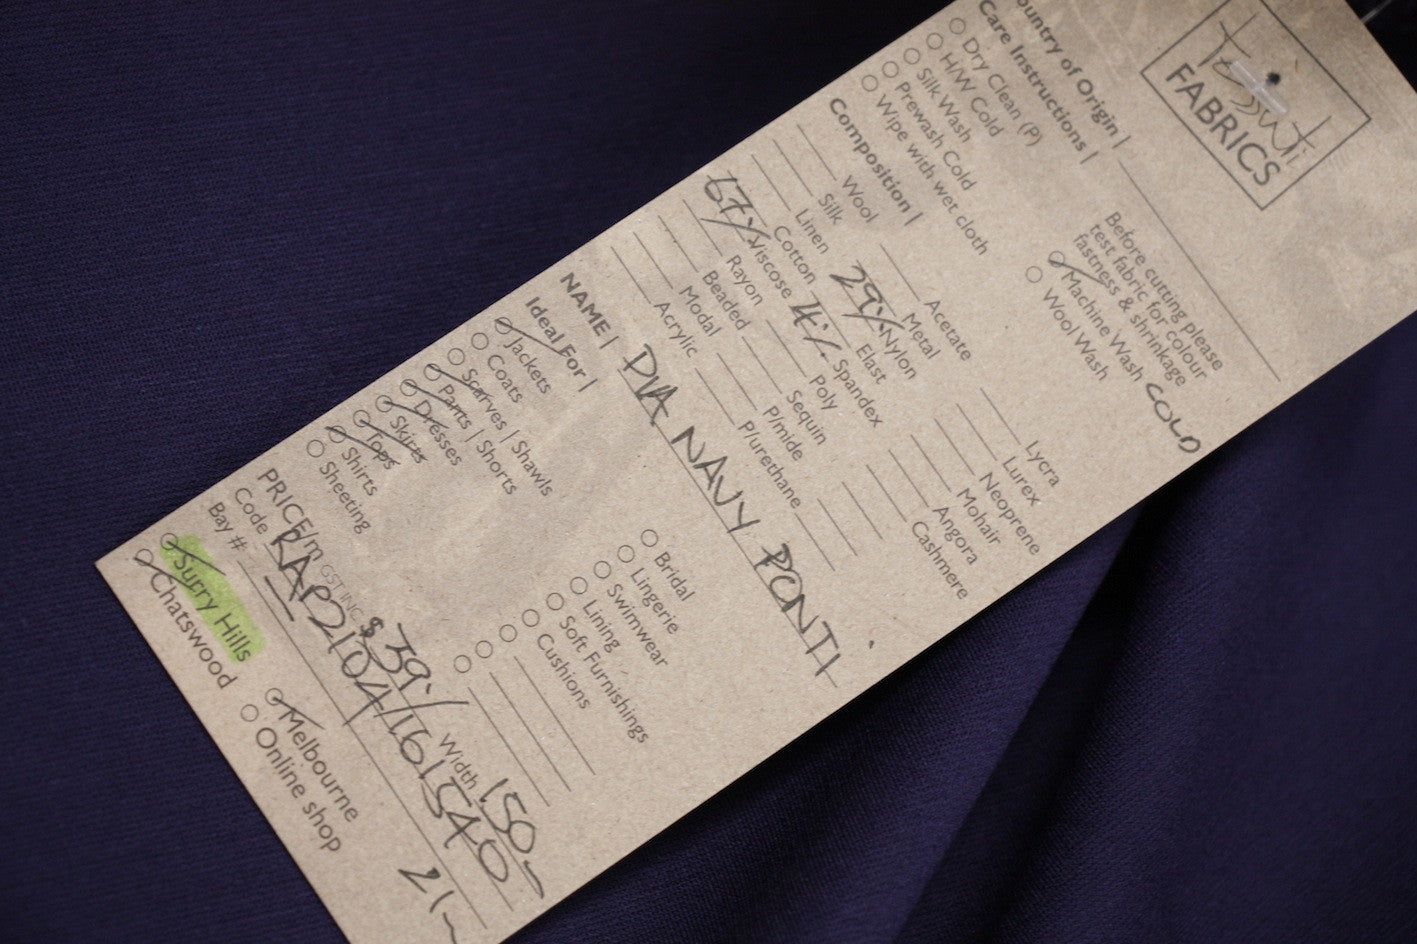 Tessuti
FABRICS
Country of Origin |
Care Instructions |
Dry Clean (P)
H/W Cold
Silk Wash
Prewash Cold
Wipe with wet cloth
Before cutting please
test fabric for colour
fastness & shrinkage
Machine Wash COLD
Wool Wash
Composition |
Wool
Silk
Linen
Cotton
67% Viscose
Rayon
Beaded
Modal
Acrylic
Acetate
Metal
29% Nylon
Elast
4% Spandex
Poly
Sequin
P/mide
P/urethane
Lycra
Lurex
Neoprene
Mohair
Angora
Cashmere
NAME | DIA NAVY PONTI
Ideal For |
Jackets
Coats
Scarves | Shawls
Pants | Shorts
Dresses
Skirts
Tops
Shirts
Sheeting
Bridal
Lingerie
Swimwear
Lining
Soft Furnishings
Cushions
PRICE/m GST INC $39 Width 150
Code RAP2104/161540
Bay # 21
Surry Hills
Chatswood
Melbourne
Online shop